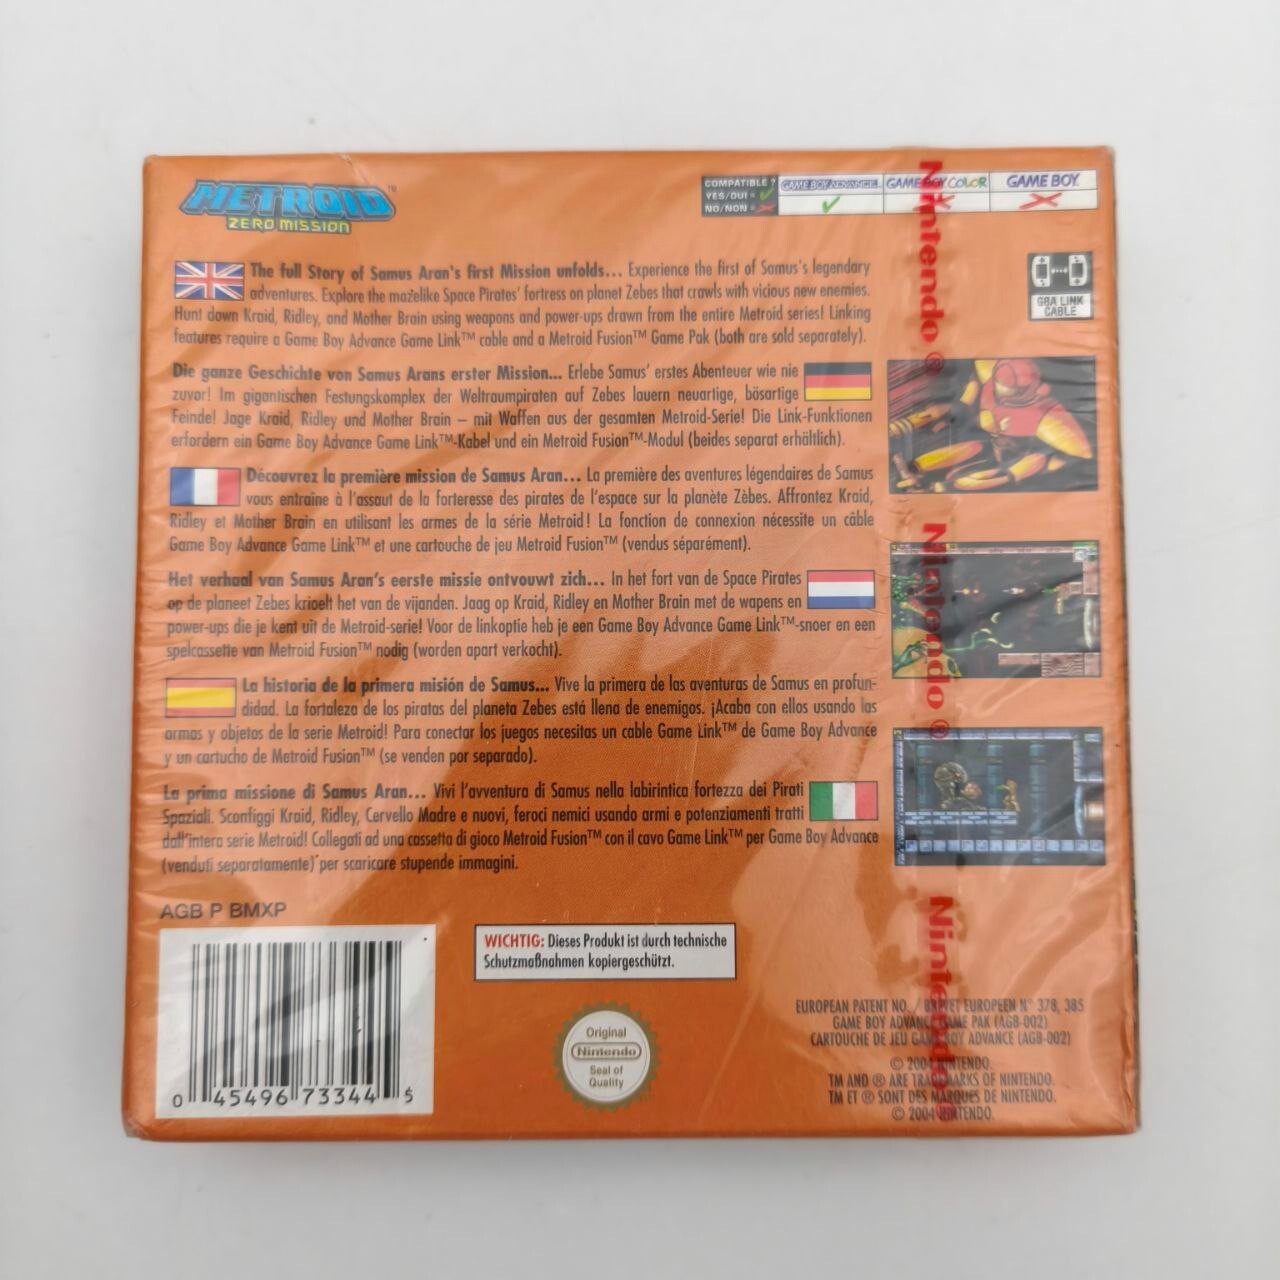 METROID™
ZERO MISSION
COMPATIBLE ?
YES/OUI =
NO/NON =
GAME BOY ADVANCE
GAME BOY COLOR
GAME BOY.
GBA LINK
CABLE
The full Story of Samus Aran's first Mission unfolds... Experience the first of Samus's legendary
adventures. Explore the mazelike Space Pirates' fortress on planet Zebes that crawls with vicious new enemies.
Hunt down Kraid, Ridley, and Mother Brain using weapons and power-ups drawn from the entire Metroid series! Linking
features require a Game Boy Advance Game Link™ cable and a Metroid Fusion™ Game Pak (both are sold separately).
Die ganze Geschichte von Samus Arans erster Mission... Erlebe Samus' erstes Abenteuer wie nie
zuvor! Im gigantischen Festungskomplex der Weltraumpiraten auf Zebes lauern neuartige, bösartige
Feinde! Jage Kraid, Ridley und Mother Brain – mit Waffen aus der gesamten Metroid-Serie! Die Link-Funktionen
erfordern ein Game Boy Advance Game Link™-Kabel und ein Metroid Fusion™-Modul (beides separat erhältlich).
Découvrez la première mission de Samus Aran... La première des aventures légendaires de Samus
vous entraîne à l'assaut de la forteresse des pirates de l'espace sur la planète Zèbes. Affrontez Kraid,
Ridley et Mother Brain en utilisant les armes de la série Metroid! La fonction de connexion nécessite un câble
Game Boy Advance Game Link™ et une cartouche de jeu Metroid Fusion™ (vendus séparément).
Het verhaal van Samus Aran's eerste missie ontvouwt zich... In het fort van de Space Pirates
op de planeet Zebes krioelt het van de vijanden. Jaag op Kraid, Ridley en Mother Brain met de wapens en
power-ups die je kent uit de Metroid-serie! Voor de linkoptie heb je een Game Boy Advance Game Link™-snoer en een
spelcassette van Metroid Fusion™ nodig (worden apart verkocht).
La historia de la primera misión de Samus... Vive la primera de las aventuras de Samus en profun-
didad. La fortaleza de los piratas del planeta Zebes está llena de enemigos. ¡Acaba con ellos usando las
armas y objetos de la serie Metroid! Para conectar los juegos necesitas un cable Game Link™ de Game Boy Advance
y un cartucho de Metroid Fusion™ (se venden por separado).
La prima missione di Samus Aran... Vivi l'avventura di Samus nella labirintica fortezza dei Pirati
Spaziali. Sconfiggi Kraid, Ridley, Cervello Madre e nuovi, feroci nemici usando armi e potenziamenti tratti
dall'intera serie Metroid! Collegati ad una cassetta di gioco Metroid Fusion™ con il cavo Game Link™ per Game Boy Advance
(venduti separatamente) per scaricare stupende immagini.
Nintendo ®
Nintendo ®
Nintendo
AGB P BMXP
0 45496 73344 5
WICHTIG: Dieses Produkt ist durch technische
Schutzmaßnahmen kopiergeschützt.
Original
Nintendo
Seal of
Quality
EUROPEAN PATENT NO. / BREVET EUROPEEN N° 378, 385
GAME BOY ADVANCE GAME PAK (AGB-002)
CARTOUCHE DE JEU GAME BOY ADVANCE (AGB-002)
© 2004 NINTENDO.
TM AND ® ARE TRADEMARKS OF NINTENDO.
TM ET ® SONT DES MARQUES DE NINTENDO.
© 2004 NINTENDO.